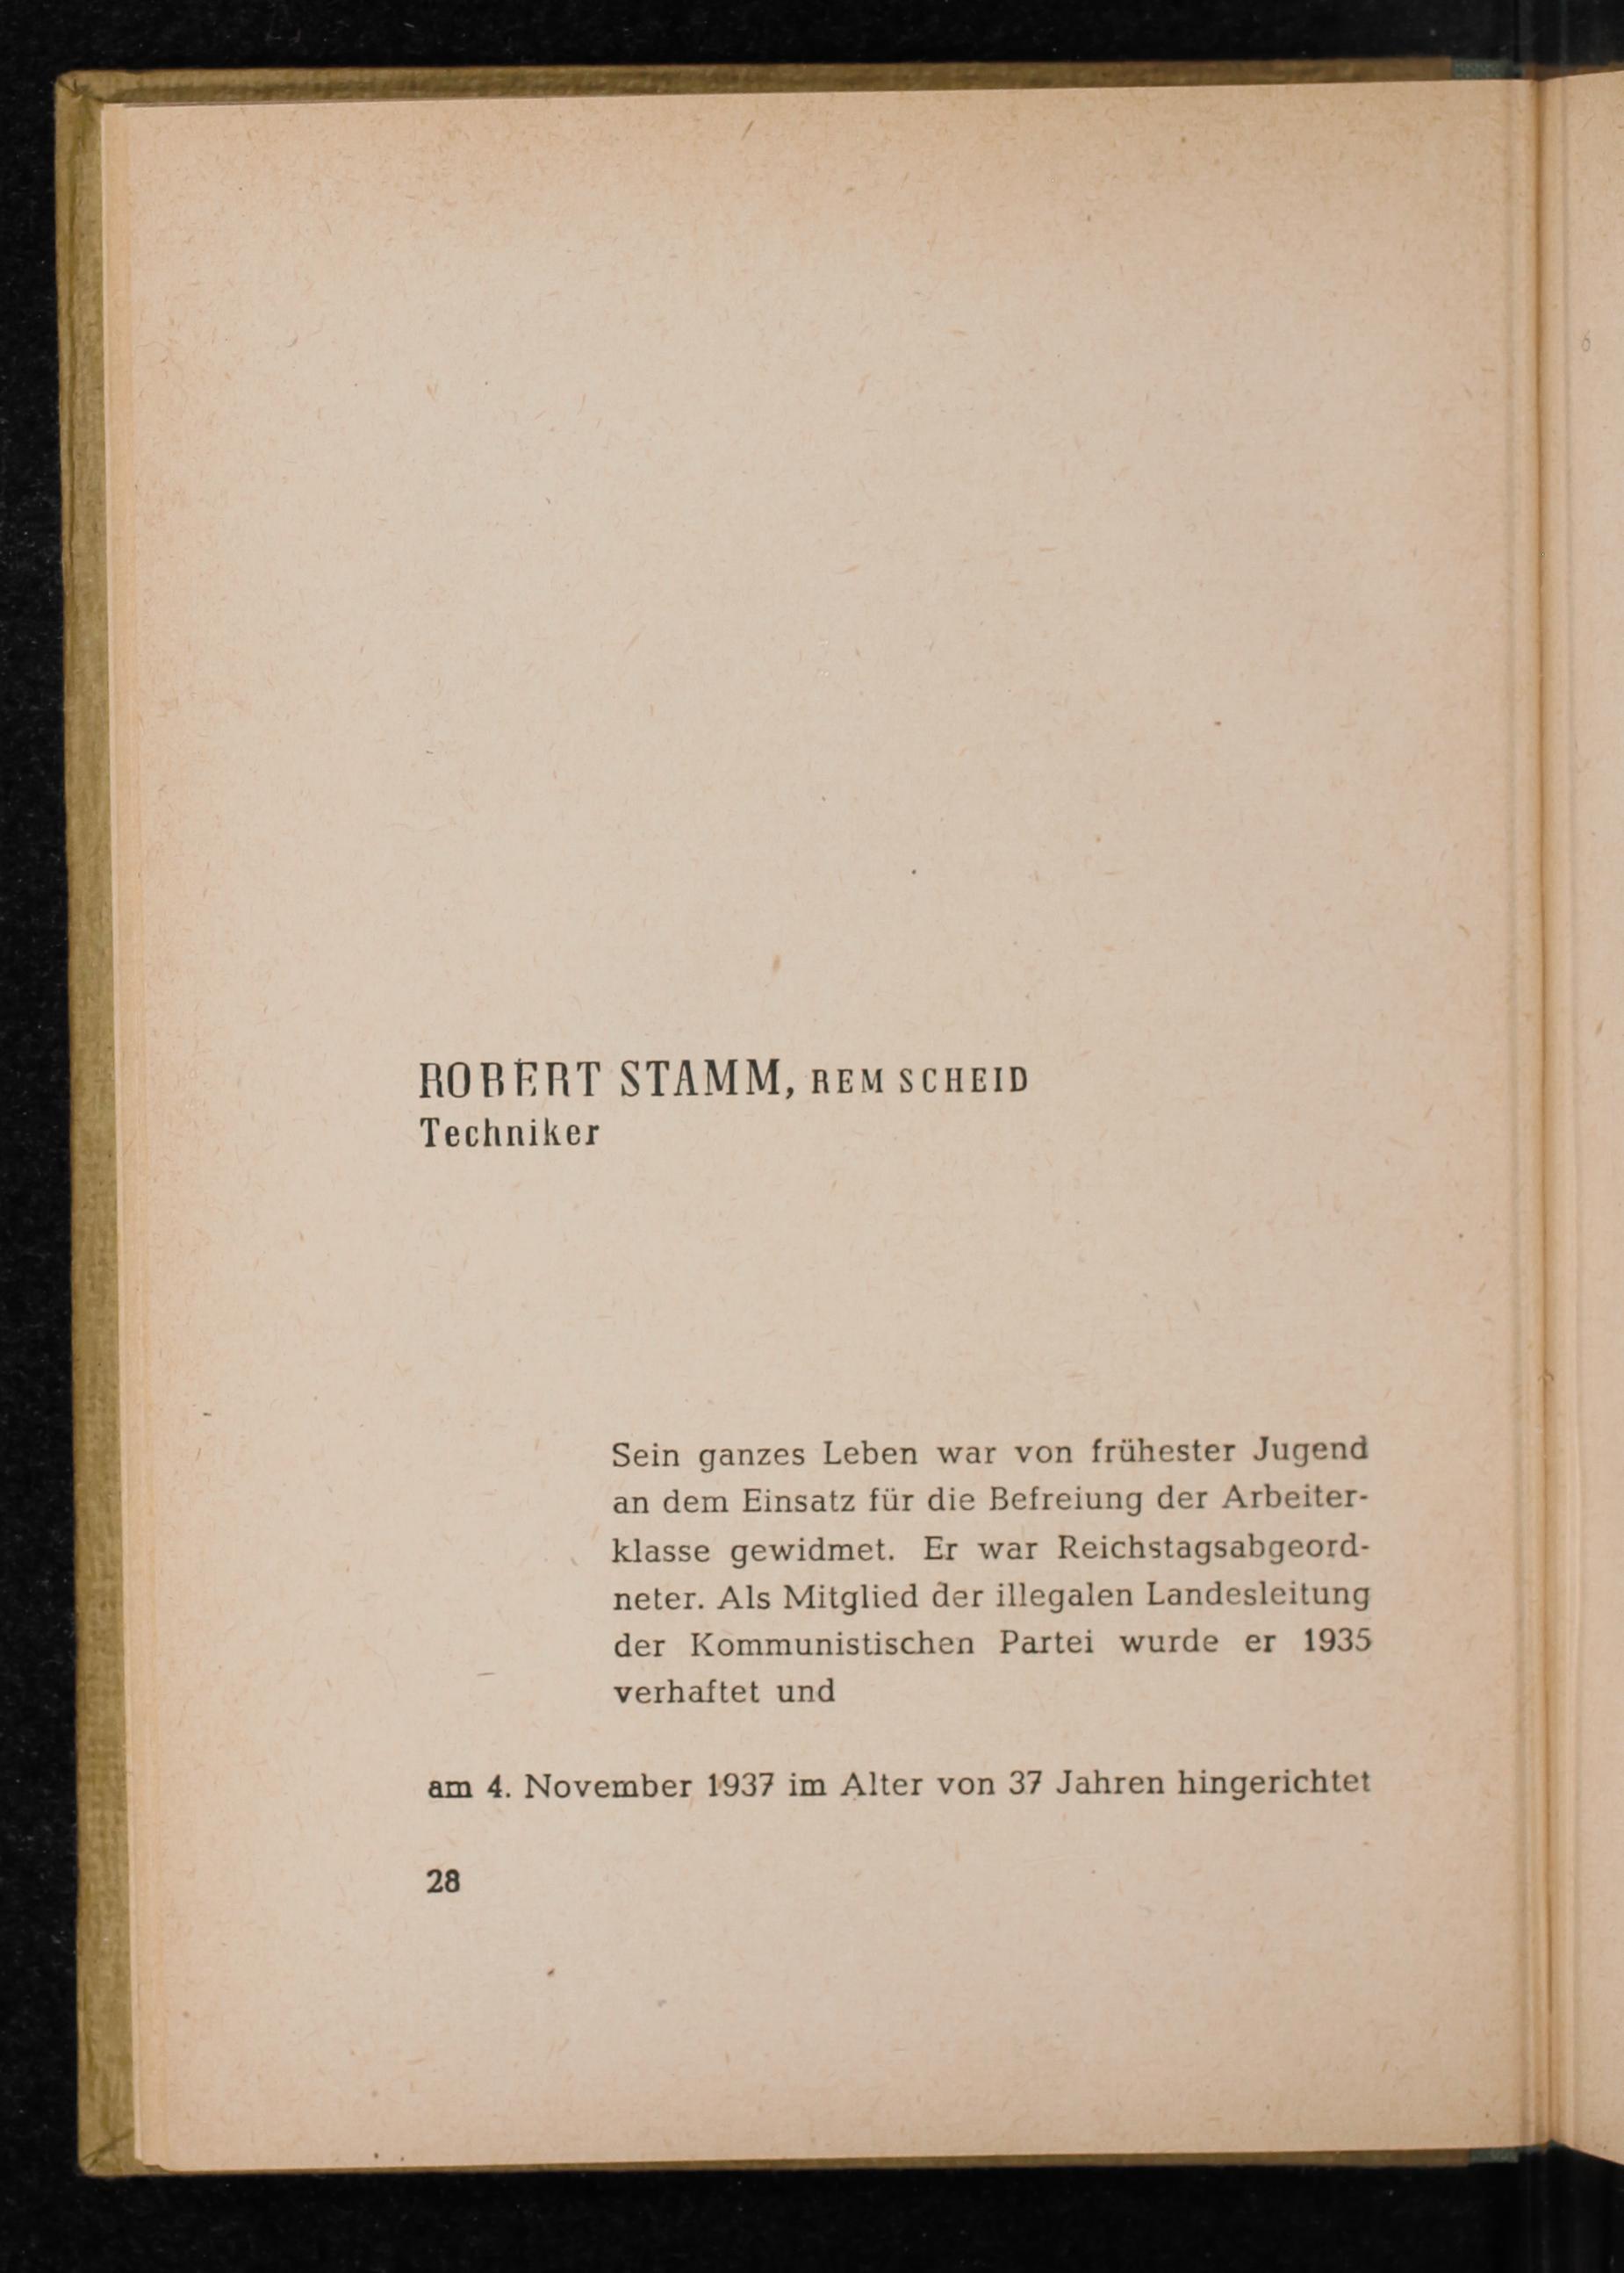 ROBERT STAMM, REMSCHEID
Techniker
Sein ganzes Leben war von frühester Jugend
an dem Einsatz für die Befreiung der Arbeiter-
klasse gewidmet. Er war Reichstagsabgeord-
neter. Als Mitglied der illegalen Landesleitung
der Kommunistischen Partei wurde er 1935
verhaftet und
am 4. November 1937 im Alter von 37 Jahren hingerichtet
28